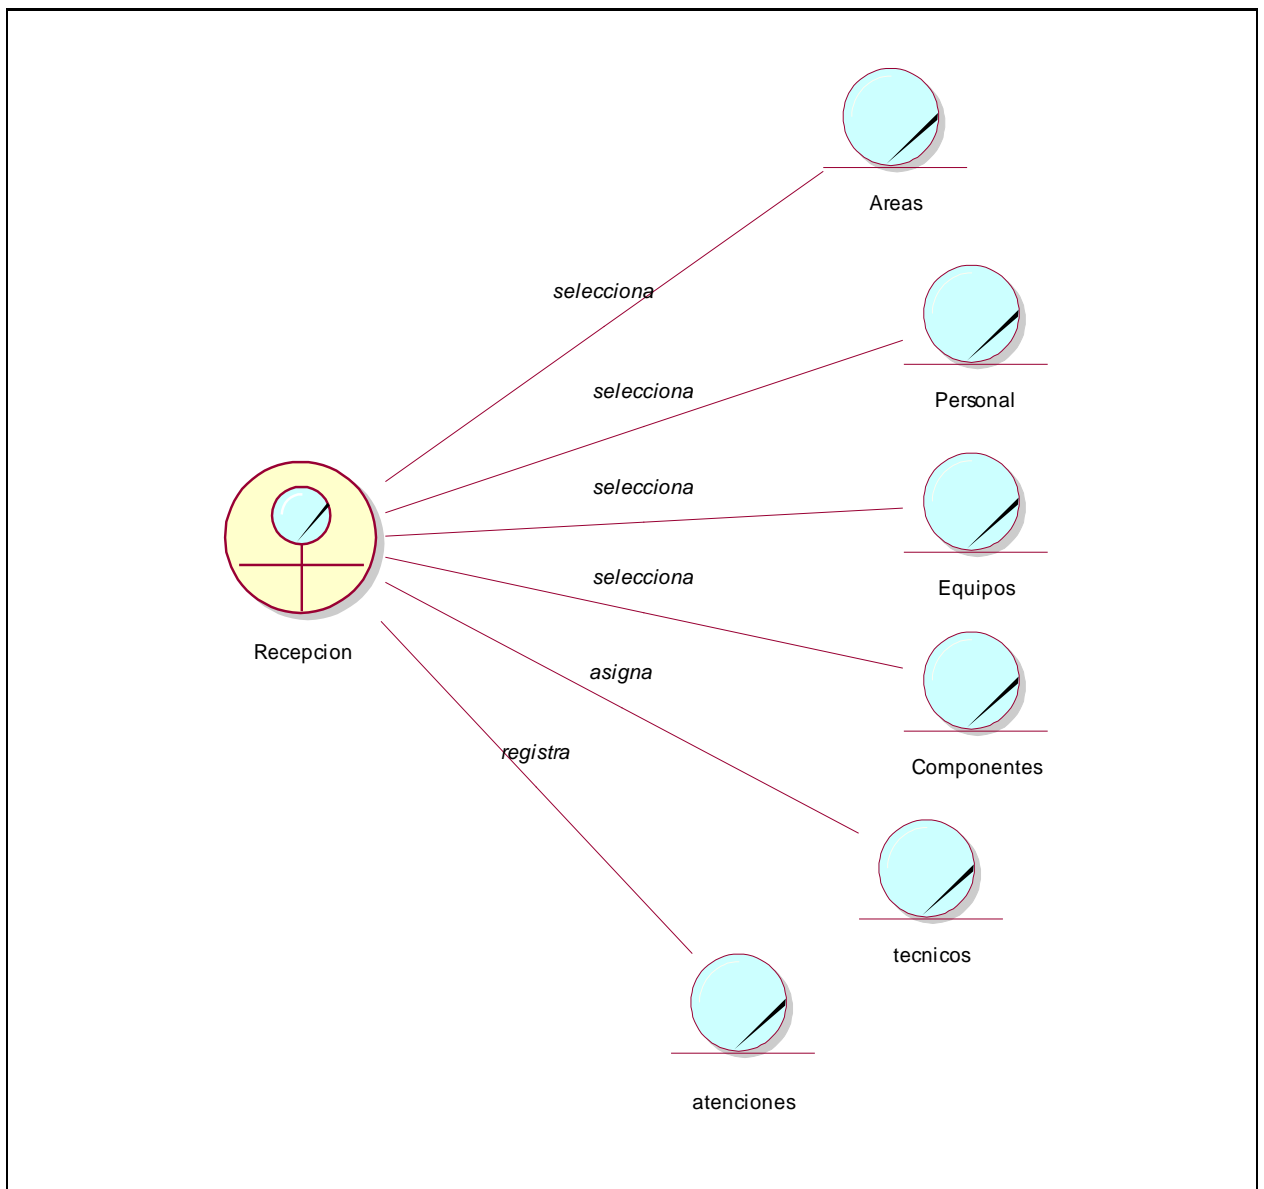 Areas
selecciona
Personal
selecciona
selecciona
Equipos
selecciona
Recepcion
asigna
Componentes
registra
tecnicos
atenciones